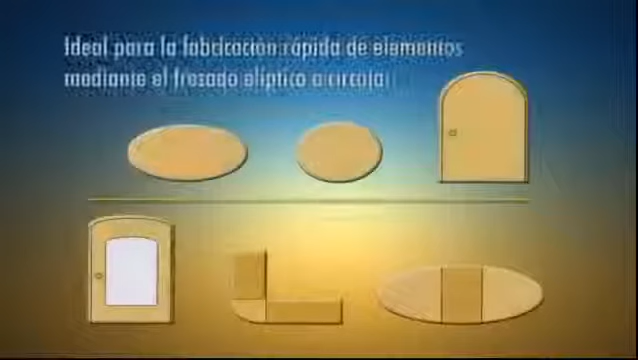 Ideal para la fabricación rápida de elementos
mediante el fresado elíptico o circular